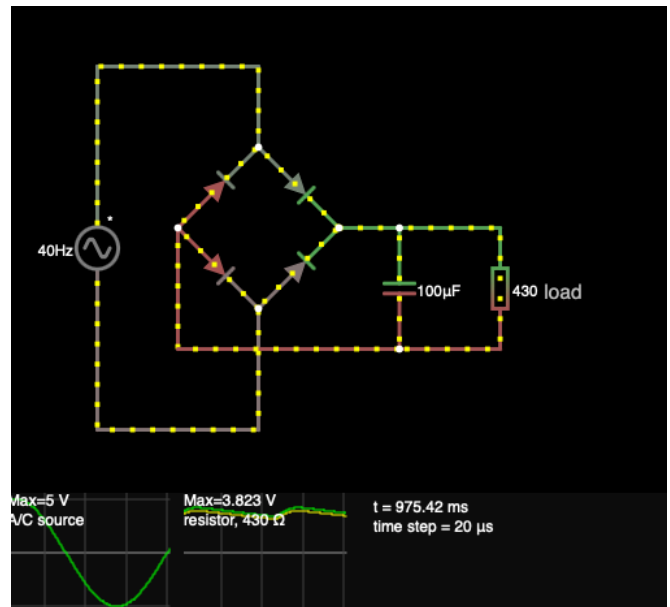 *
40Hz
100μF
430 load
Max=5 V
A/C source
Max=3.823 V
resistor, 430 Ω
t = 975.42 ms
time step = 20 μs